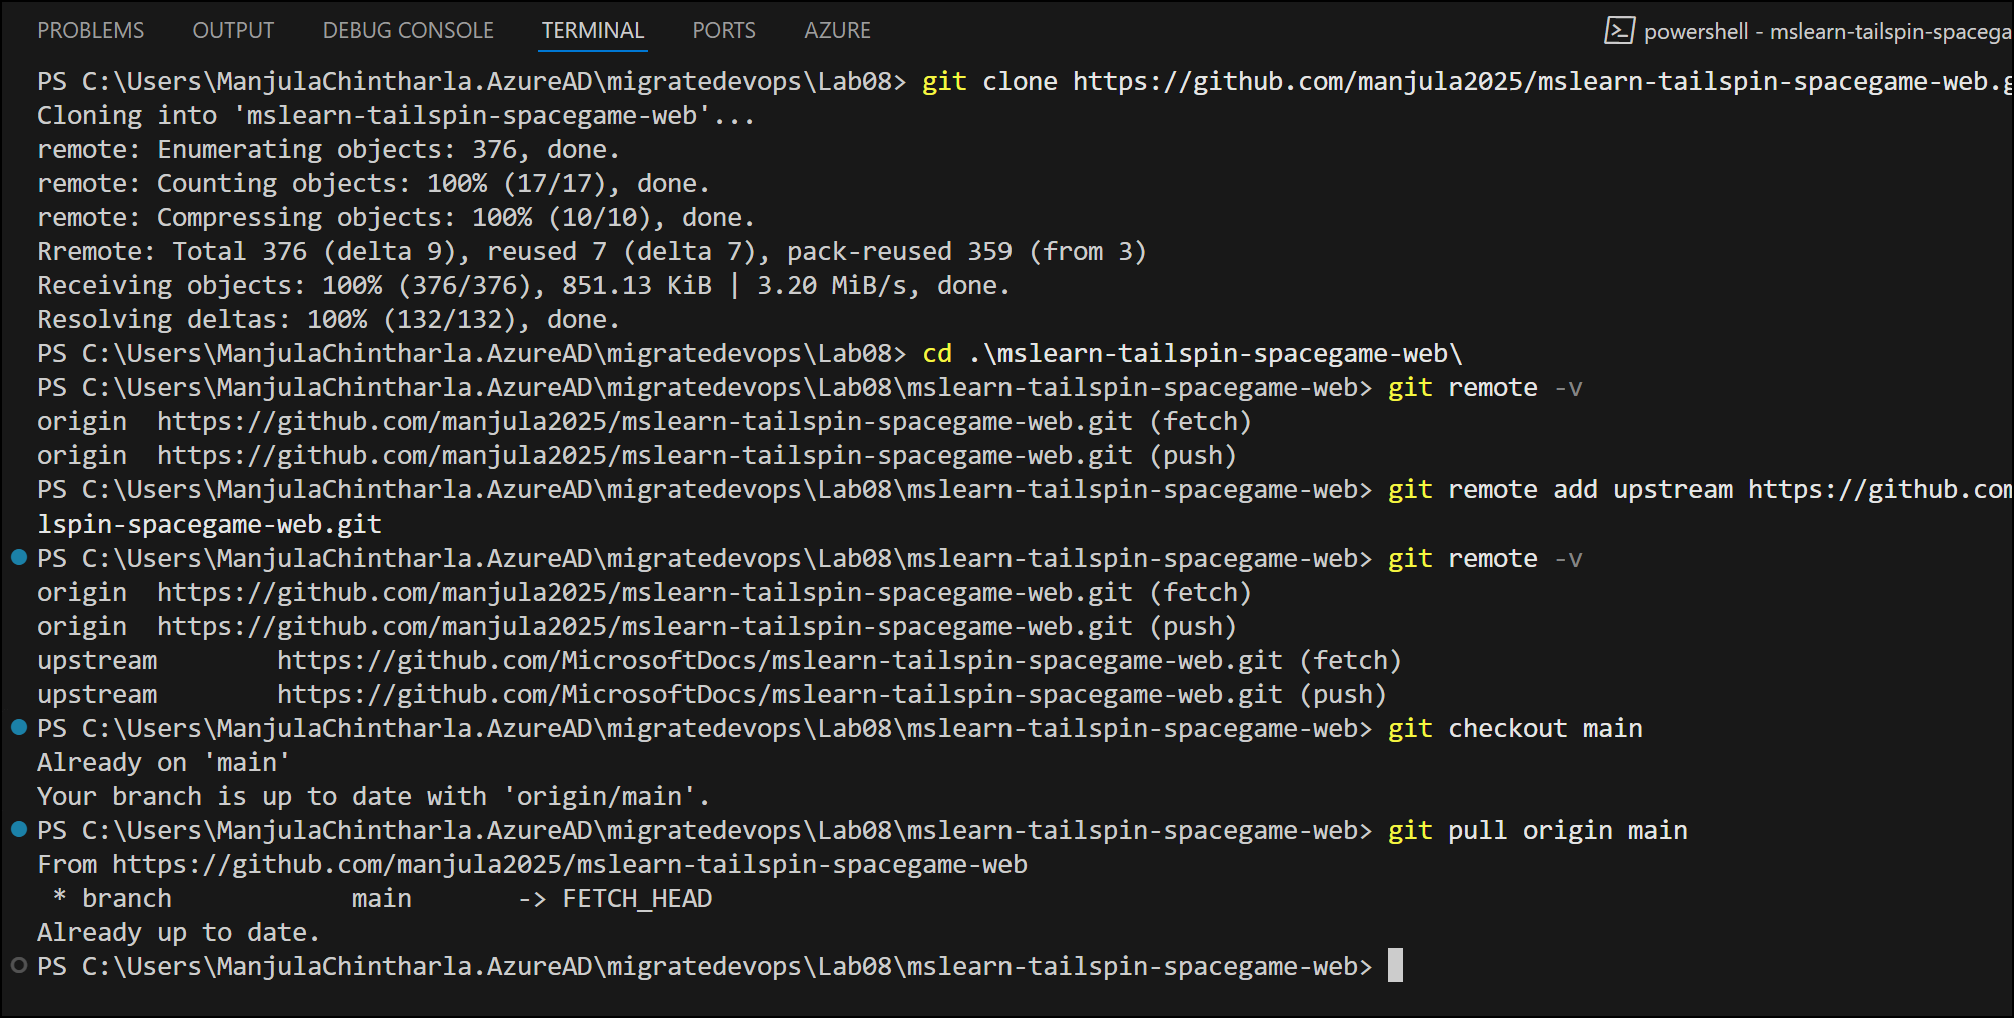 PROBLEMS OUTPUT DEBUG CONSOLE TERMINAL PORTS AZURE powershell - mslearn-tailspin-spacega
PS C:\Users\ManjulaChintharla.AzureAD\migratedevops\Lab08> git clone https://github.com/manjula2025/mslearn-tailspin-spacegame-web.g
Cloning into 'mslearn-tailspin-spacegame-web'...
remote: Enumerating objects: 376, done.
remote: Counting objects: 100% (17/17), done.
remote: Compressing objects: 100% (10/10), done.
Rremote: Total 376 (delta 9), reused 7 (delta 7), pack-reused 359 (from 3)
Receiving objects: 100% (376/376), 851.13 KiB | 3.20 MiB/s, done.
Resolving deltas: 100% (132/132), done.
PS C:\Users\ManjulaChintharla.AzureAD\migratedevops\Lab08> cd .\mslearn-tailspin-spacegame-web\
PS C:\Users\ManjulaChintharla.AzureAD\migratedevops\Lab08\mslearn-tailspin-spacegame-web> git remote -v
origin  https://github.com/manjula2025/mslearn-tailspin-spacegame-web.git (fetch)
origin  https://github.com/manjula2025/mslearn-tailspin-spacegame-web.git (push)
PS C:\Users\ManjulaChintharla.AzureAD\migratedevops\Lab08\mslearn-tailspin-spacegame-web> git remote add upstream https://github.com
lspin-spacegame-web.git
PS C:\Users\ManjulaChintharla.AzureAD\migratedevops\Lab08\mslearn-tailspin-spacegame-web> git remote -v
origin  https://github.com/manjula2025/mslearn-tailspin-spacegame-web.git (fetch)
origin  https://github.com/manjula2025/mslearn-tailspin-spacegame-web.git (push)
upstream        https://github.com/MicrosoftDocs/mslearn-tailspin-spacegame-web.git (fetch)
upstream        https://github.com/MicrosoftDocs/mslearn-tailspin-spacegame-web.git (push)
PS C:\Users\ManjulaChintharla.AzureAD\migratedevops\Lab08\mslearn-tailspin-spacegame-web> git checkout main
Already on 'main'
Your branch is up to date with 'origin/main'.
PS C:\Users\ManjulaChintharla.AzureAD\migratedevops\Lab08\mslearn-tailspin-spacegame-web> git pull origin main
From https://github.com/manjula2025/mslearn-tailspin-spacegame-web
 * branch            main       -> FETCH_HEAD
Already up to date.
PS C:\Users\ManjulaChintharla.AzureAD\migratedevops\Lab08\mslearn-tailspin-spacegame-web>